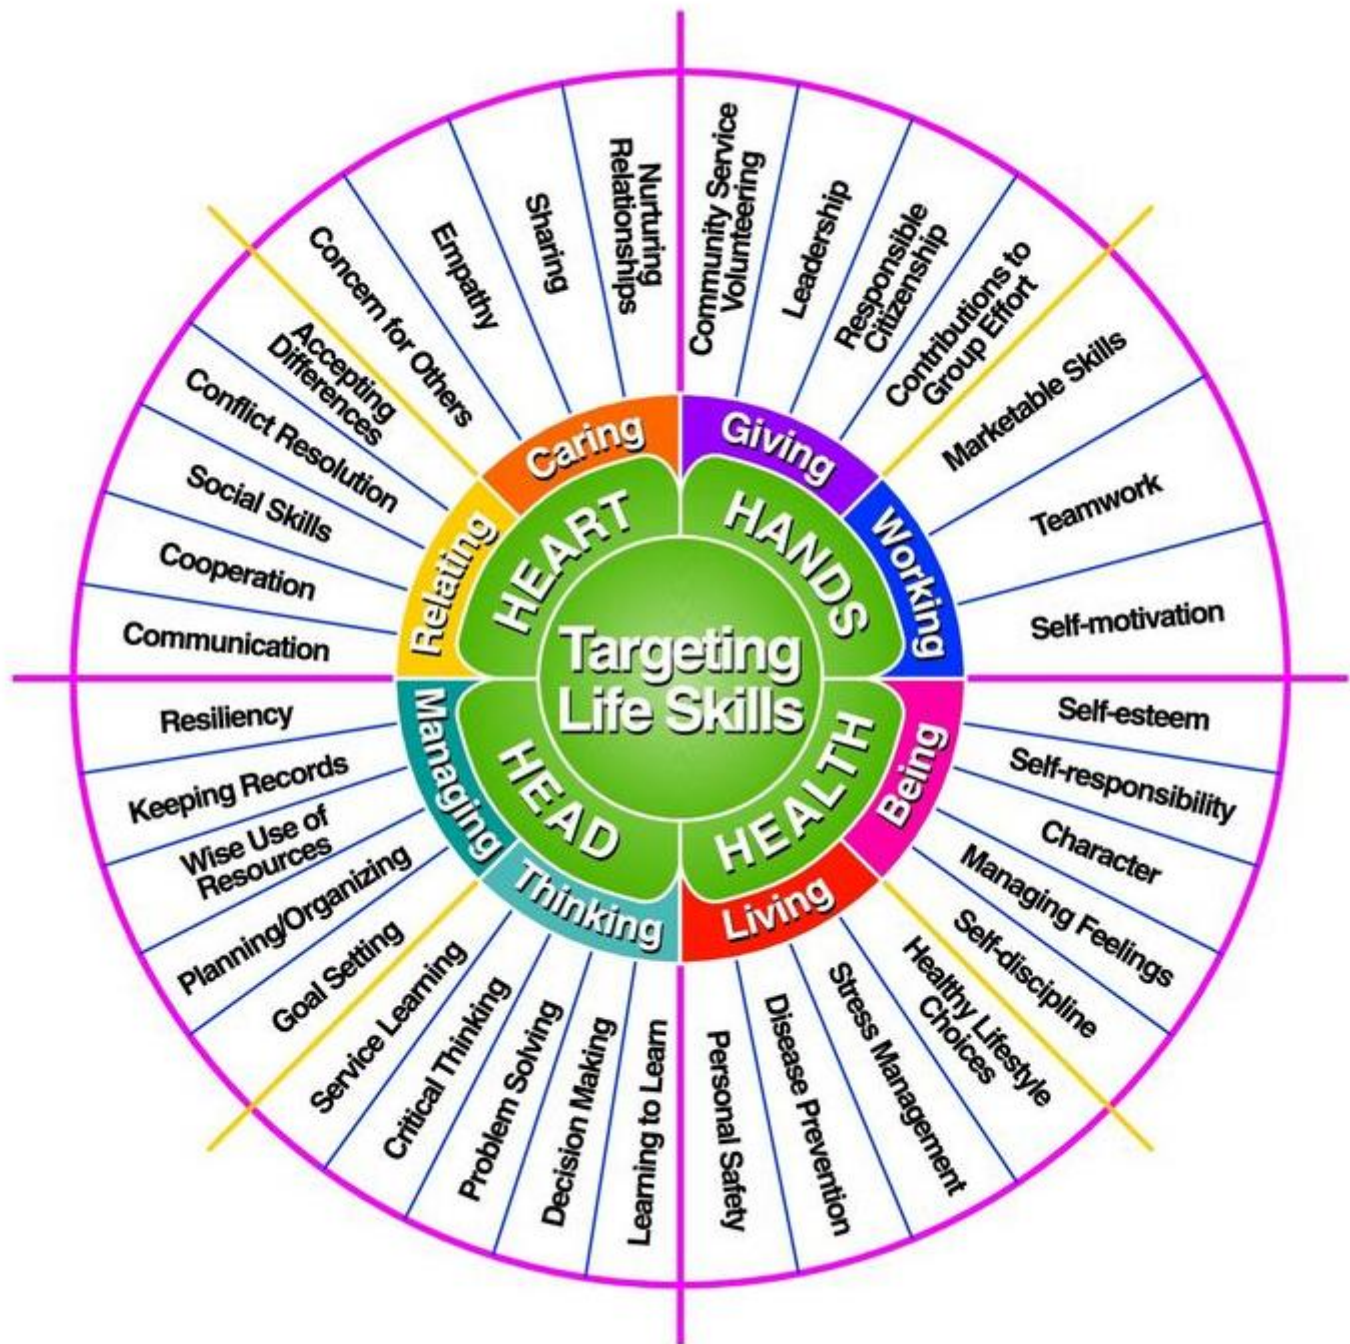 Targeting
Life Skills
HEART
HANDS
HEALTH
HEAD
Caring
Giving
Working
Being
Living
Thinking
Managing
Relating
Community Service
Volunteering
Leadership
Responsible
Citizenship
Contributions to
Group Effort
Marketable Skills
Teamwork
Self-motivation
Self-esteem
Self-responsibility
Character
Managing Feelings
Self-discipline
Healthy Lifestyle
Choices
Stress Management
Disease Prevention
Personal Safety
Learning to Learn
Decision Making
Problem Solving
Critical Thinking
Service Learning
Goal Setting
Planning/Organizing
Wise Use of
Resources
Keeping Records
Resiliency
Communication
Cooperation
Social Skills
Conflict Resolution
Accepting
Differences
Concern for Others
Empathy
Sharing
Nurturing
Relationships